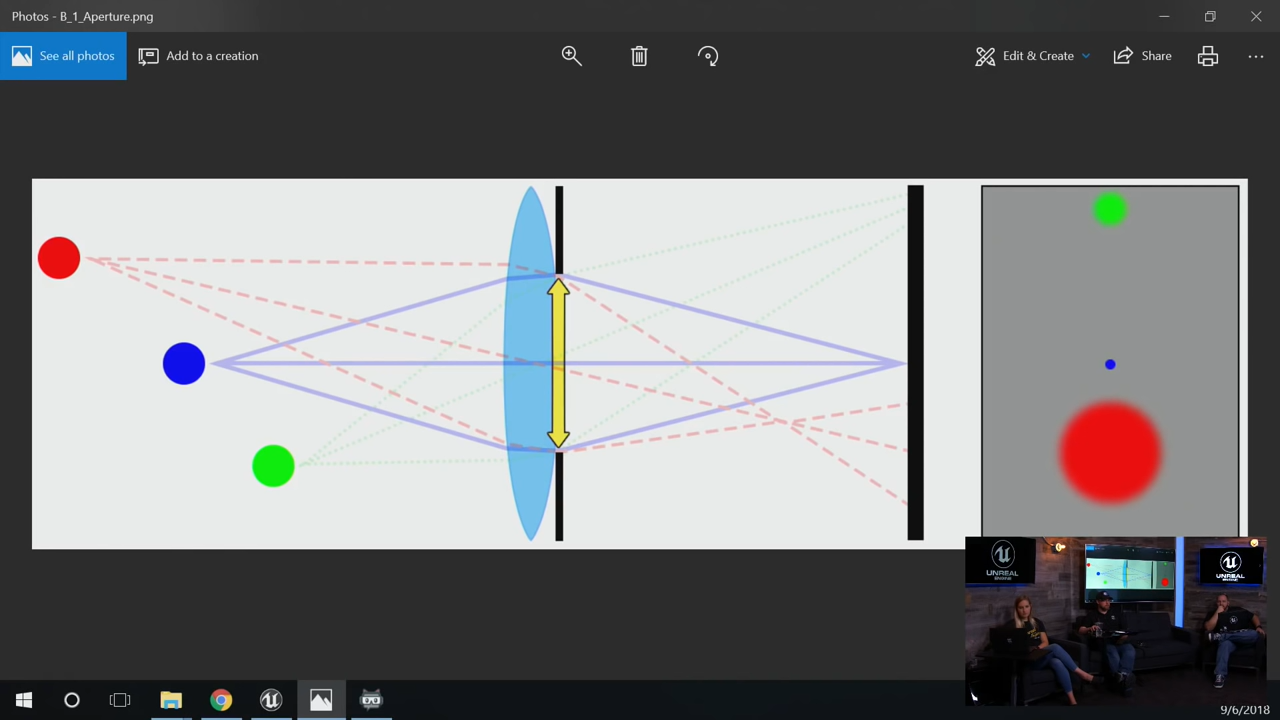 Photos - B_1_Aperture.png
See all photos
Add to a creation
Edit & Create
Share
UNREAL
UNREAL
9/6/2018